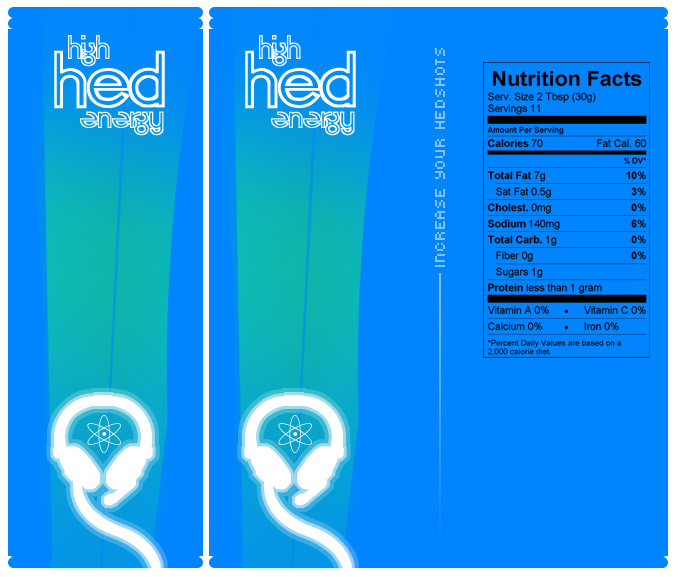 high
hed
energy
high
hed
energy
INCREASE YOUR HEDSHOTS
Nutrition Facts
Serv. Size 2 Tbsp (30g)
Servings 11
Amount Per Serving
Calories 70 Fat Cal. 60
% DV*
Total Fat 7g 10%
Sat Fat 0.5g 3%
Cholest. 0mg 0%
Sodium 140mg 6%
Total Carb. 1g 0%
Fiber 0g 0%
Sugars 1g
Protein less than 1 gram
Vitamin A 0% • Vitamin C 0%
Calcium 0% • Iron 0%
*Percent Daily Values are based on a
2,000 calorie diet.